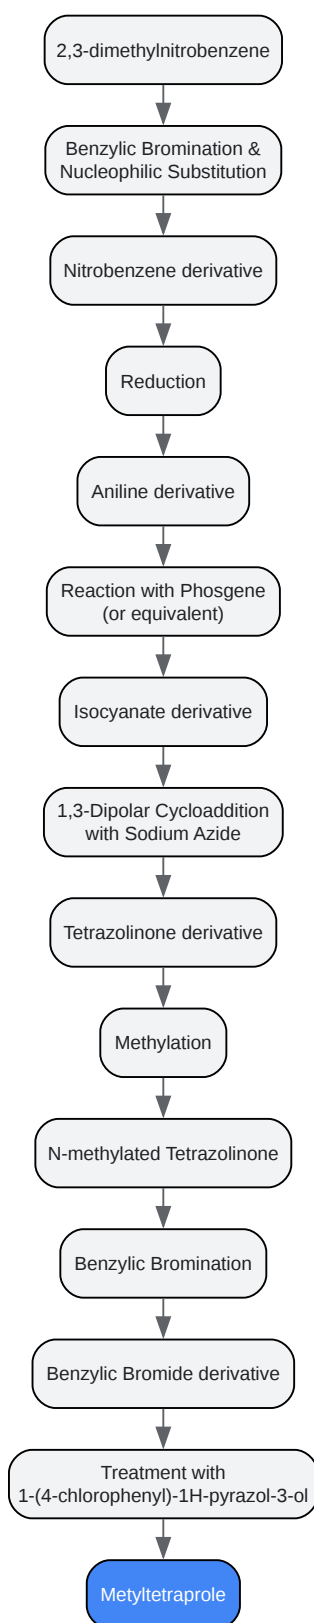 2,3-dimethylnitrobenzene
Benzylic Bromination &
Nucleophilic Substitution
Nitrobenzene derivative
Reduction
Aniline derivative
Reaction with Phosgene
(or equivalent)
Isocyanate derivative
1,3-Dipolar Cycloaddition
with Sodium Azide
Tetrazolinone derivative
Methylation
N-methylated Tetrazolinone
Benzylic Bromination
Benzylic Bromide derivative
Treatment with
1-(4-chlorophenyl)-1H-pyrazol-3-ol
Metyltetraprole